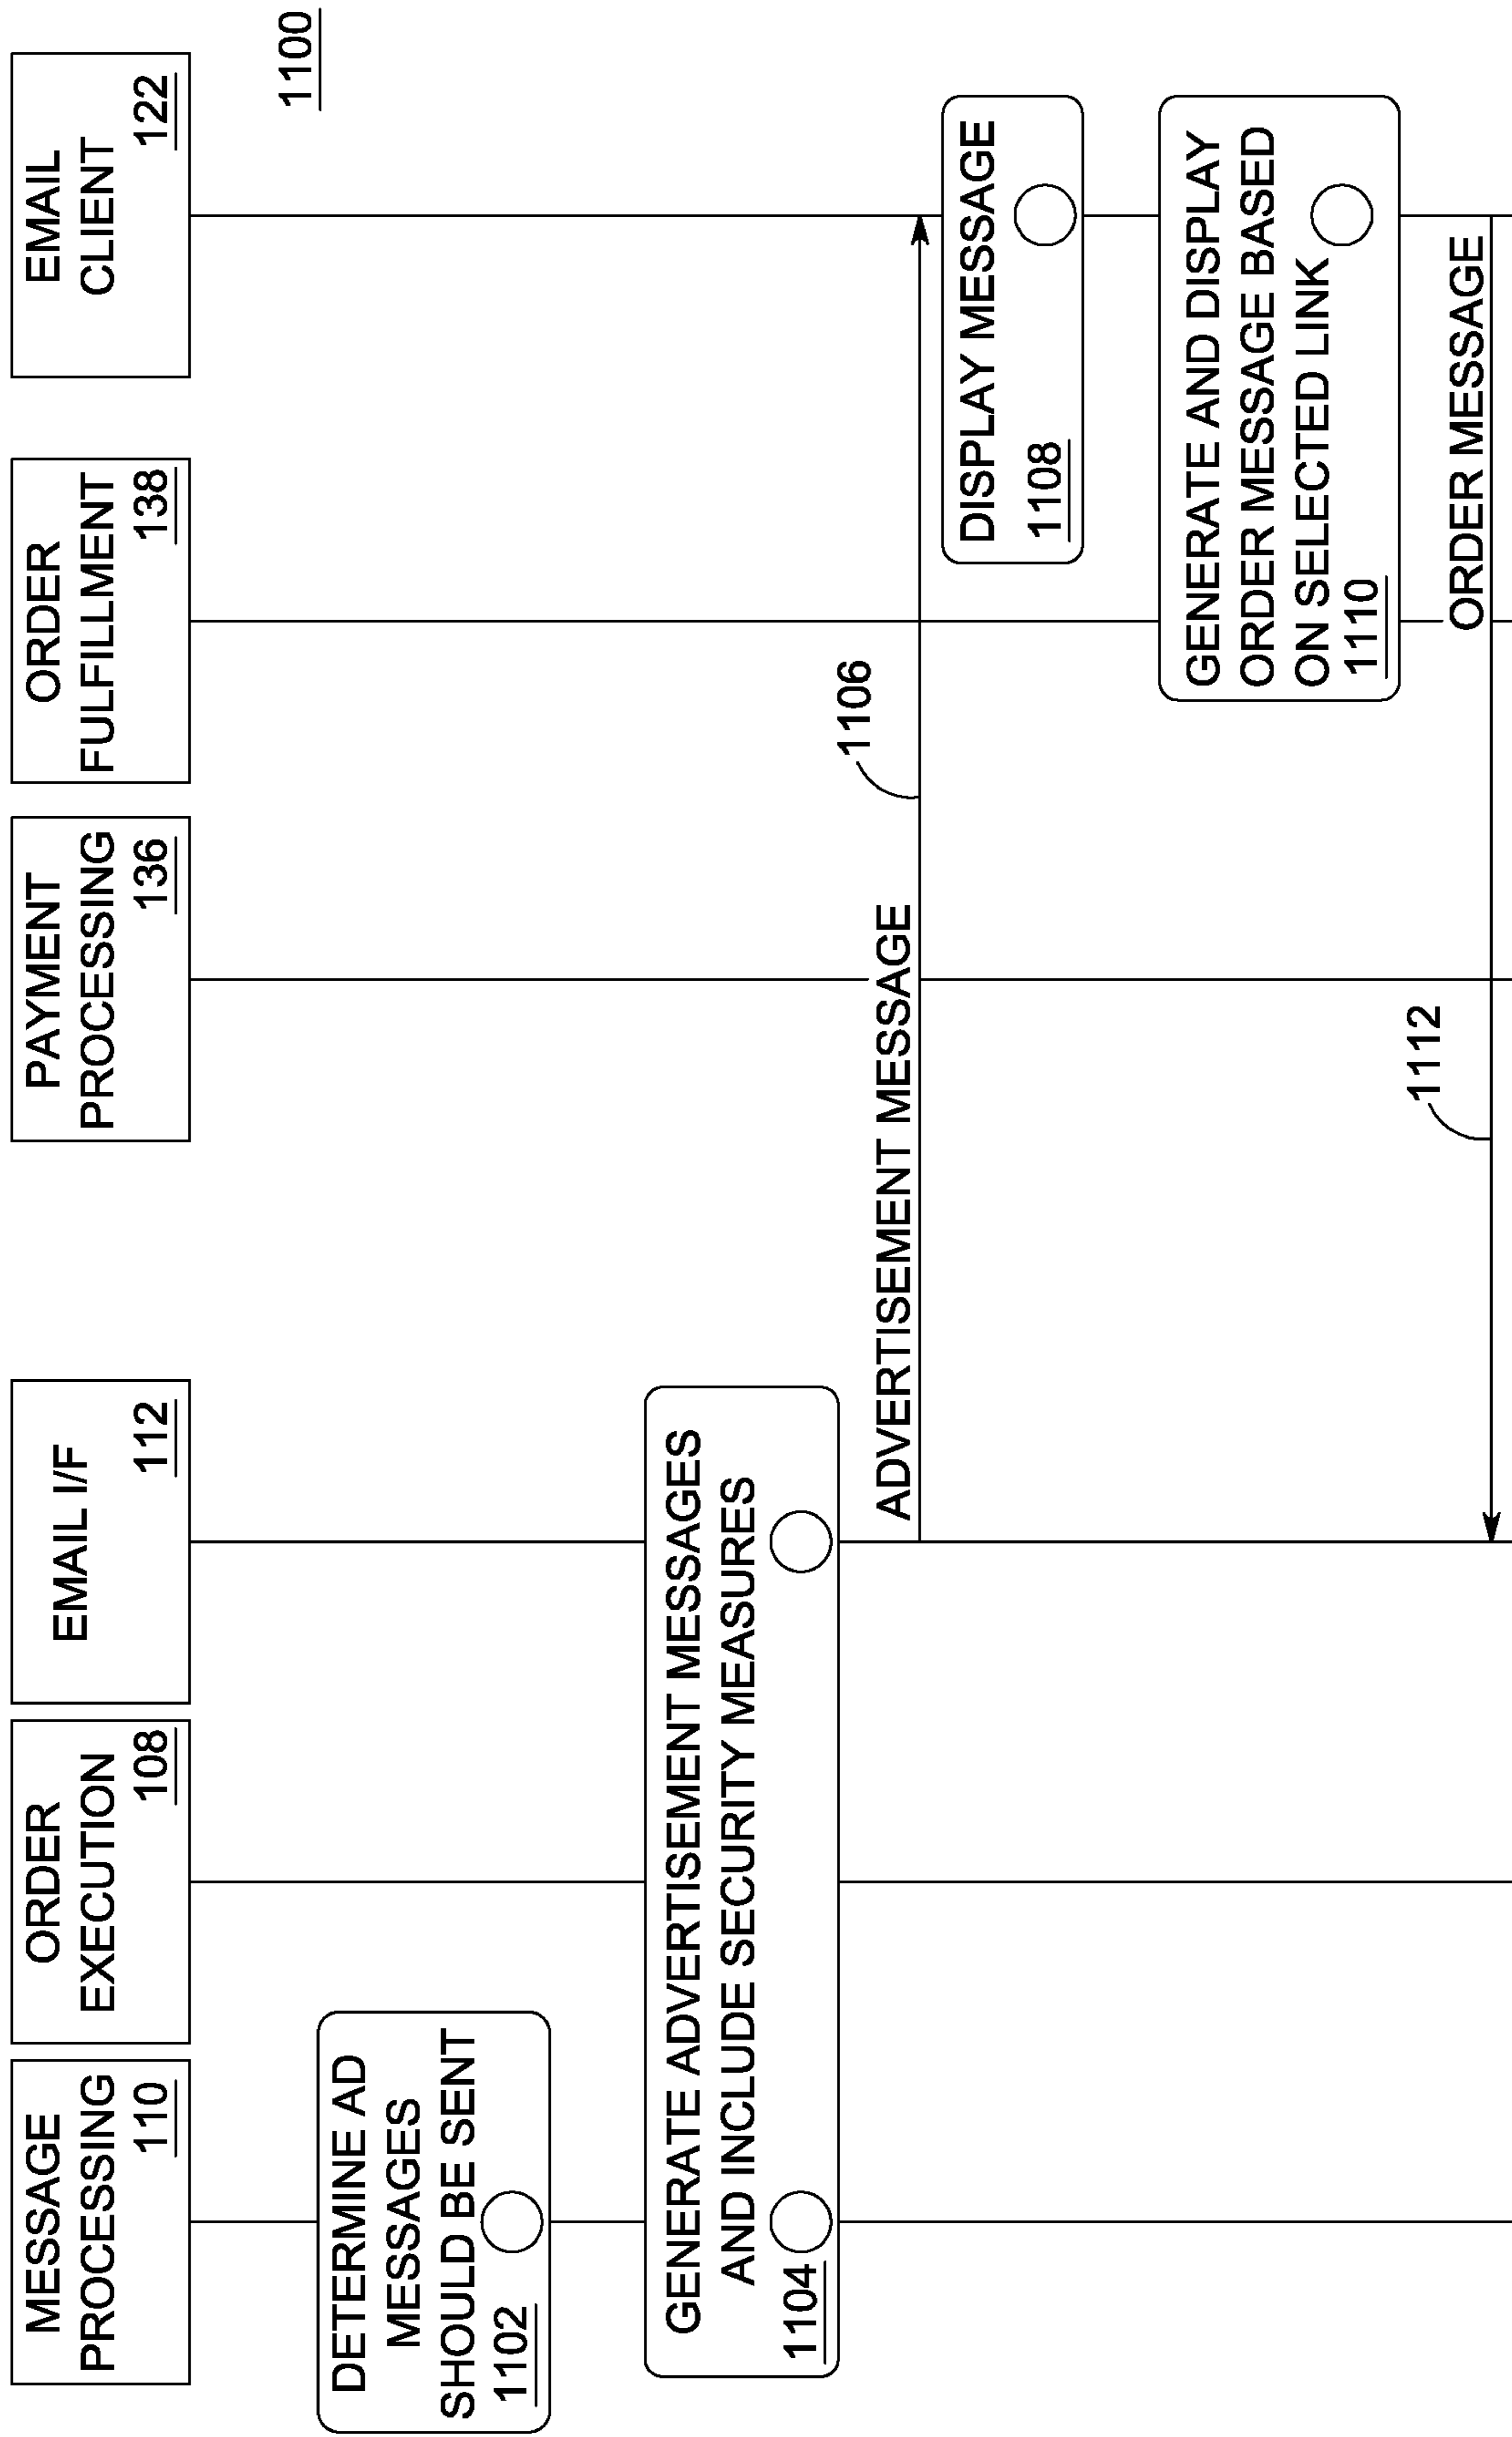 MESSAGE
PROCESSING
110
ORDER
EXECUTION
108
EMAIL I/F
112
PAYMENT
PROCESSING
136
ORDER
FULFILLMENT
138
EMAIL
CLIENT
122
1100
DETERMINE AD
MESSAGES
SHOULD BE SENT
1102
GENERATE ADVERTISEMENT MESSAGES
AND INCLUDE SECURITY MEASURES
1104
1106
ADVERTISEMENT MESSAGE
DISPLAY MESSAGE
1108
GENERATE AND DISPLAY
ORDER MESSAGE BASED
ON SELECTED LINK
1110
1112
ORDER MESSAGE